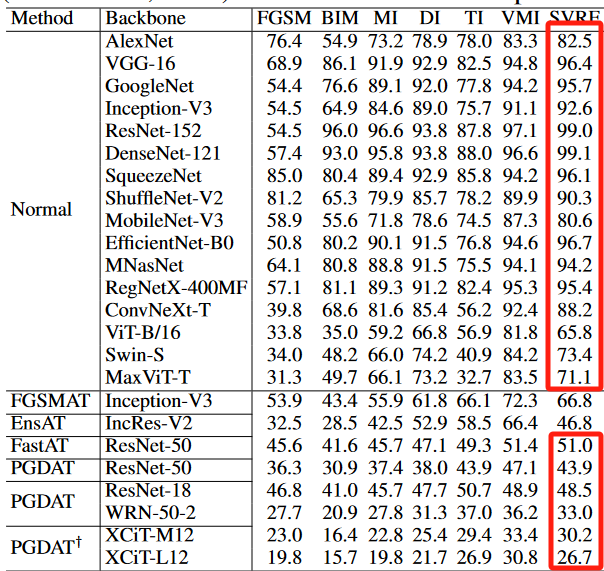 Method Backbone FGSM BIM MI DI TI VMI SVRE
AlexNet 76.4 54.9 73.2 78.9 78.0 83.3 82.5
VGG-16 68.9 86.1 91.9 92.9 82.5 94.8 96.4
GoogleNet 54.4 76.6 89.1 92.0 77.8 94.2 95.7
Inception-V3 54.5 64.9 84.6 89.0 75.7 91.1 92.6
ResNet-152 54.5 96.0 96.6 93.8 87.8 97.1 99.0
DenseNet-121 57.4 93.0 95.8 93.8 88.0 96.6 99.1
SqueezeNet 85.0 80.4 89.4 92.9 85.8 94.2 96.1
Normal ShuffleNet-V2 81.2 65.3 79.9 85.7 78.2 89.9 90.3
MobileNet-V3 58.9 55.6 71.8 78.6 74.5 87.3 80.6
EfficientNet-B0 50.8 80.2 90.1 91.5 76.8 94.6 96.7
MNasNet 64.1 80.8 88.8 91.5 75.5 94.1 94.2
RegNetX-400MF 57.1 81.1 89.3 91.2 82.4 95.3 95.4
ConvNeXt-T 39.8 68.6 81.6 85.4 56.2 92.4 88.2
ViT-B/16 33.8 35.0 59.2 66.8 56.9 81.8 65.8
Swin-S 34.0 48.2 66.0 74.2 40.9 84.2 73.4
MaxViT-T 31.3 49.7 66.1 73.2 32.7 83.5 71.1
FGSMAT Inception-V3 53.9 43.4 55.9 61.8 66.1 72.3 66.8
EnsAT IncRes-V2 32.5 28.5 42.5 52.9 58.5 66.4 46.8
FastAT ResNet-50 45.6 41.6 45.7 47.1 49.3 51.4 51.0
PGDAT ResNet-50 36.3 30.9 37.4 38.0 43.9 47.1 43.9
PGDAT ResNet-18 46.8 41.0 45.7 47.7 50.7 48.9 48.5
WRN-50-2 27.7 20.9 27.8 31.3 37.0 36.2 33.0
PGDAT† XCiT-M12 23.0 16.4 22.8 25.4 29.4 33.4 30.2
XCiT-L12 19.8 15.7 19.8 21.7 26.9 30.8 26.7